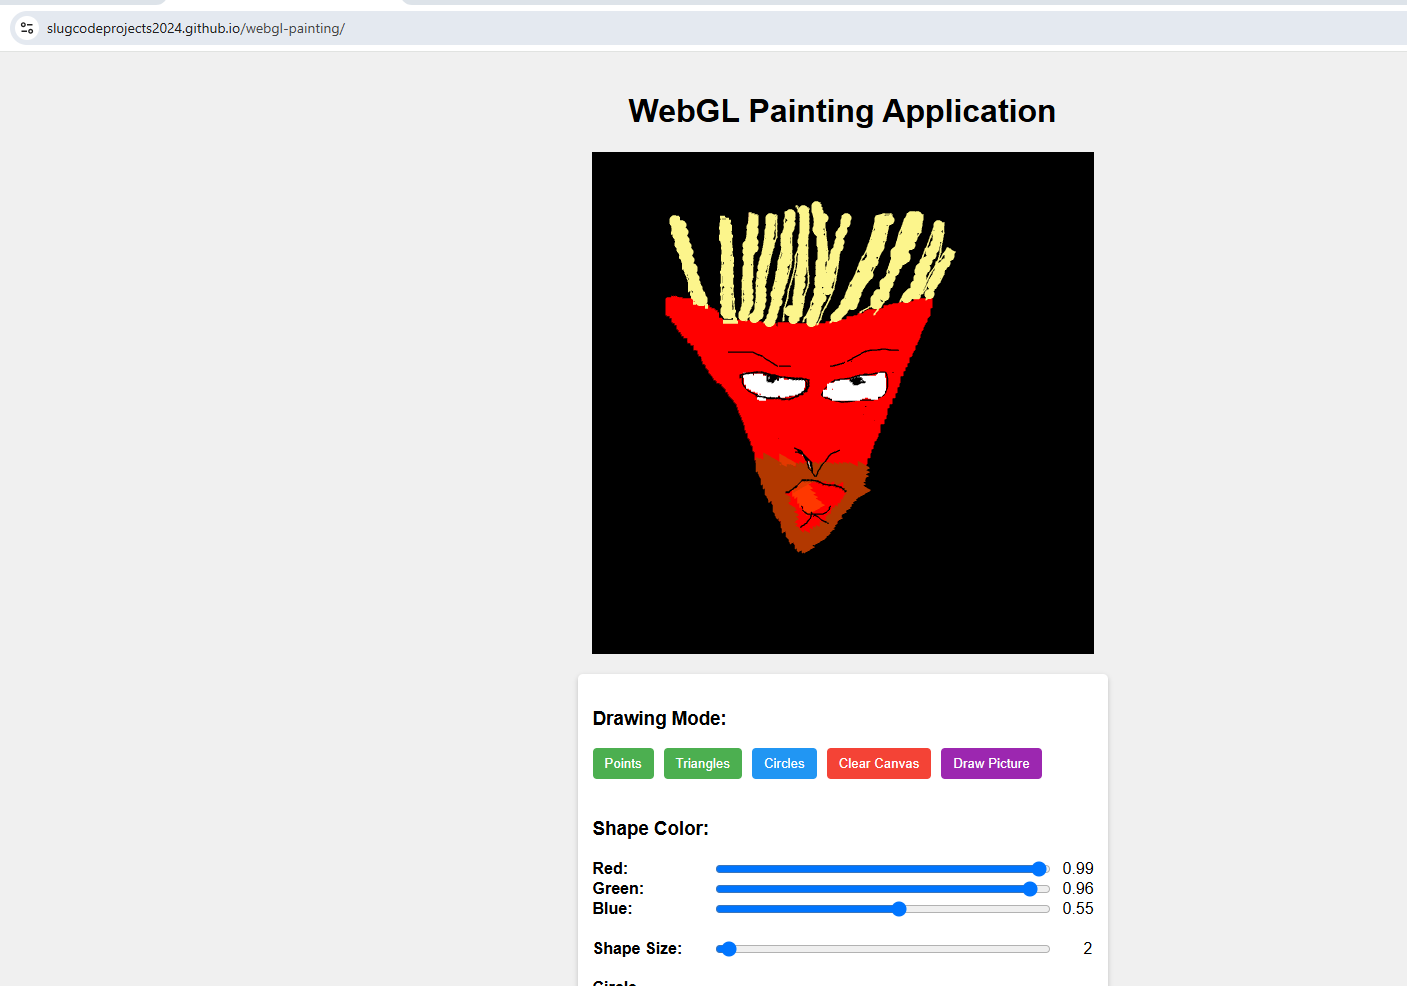 slugcodeprojects2024.github.io/webgl-painting/
WebGL Painting Application
Drawing Mode:
Points Triangles Circles Clear Canvas Draw Picture
Shape Color:
Red: 0.99
Green: 0.96
Blue: 0.55
Shape Size: 2
Circle